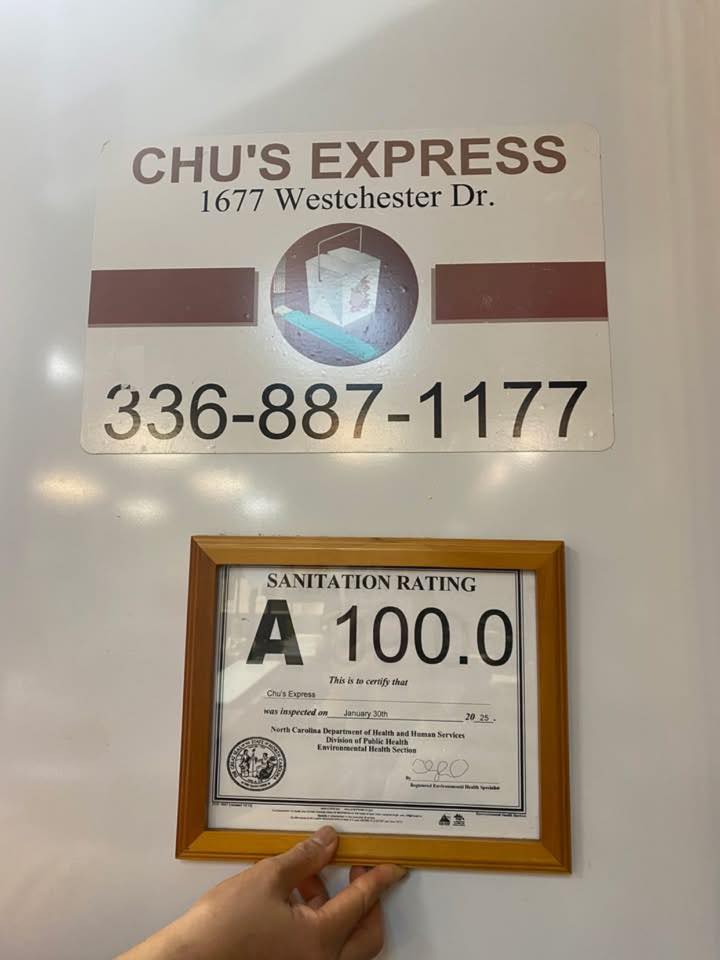 CHU'S EXPRESS
1677 Westchester Dr.
336-887-1177
SANITATION RATING
A 100.0
This is to certify that
Chu's Express
was inspected on January 30th 20 25.
North Carolina Department of Health and Human Services
Division of Public Health
Environmental Health Section
By
Registered Environmental Health Specialist